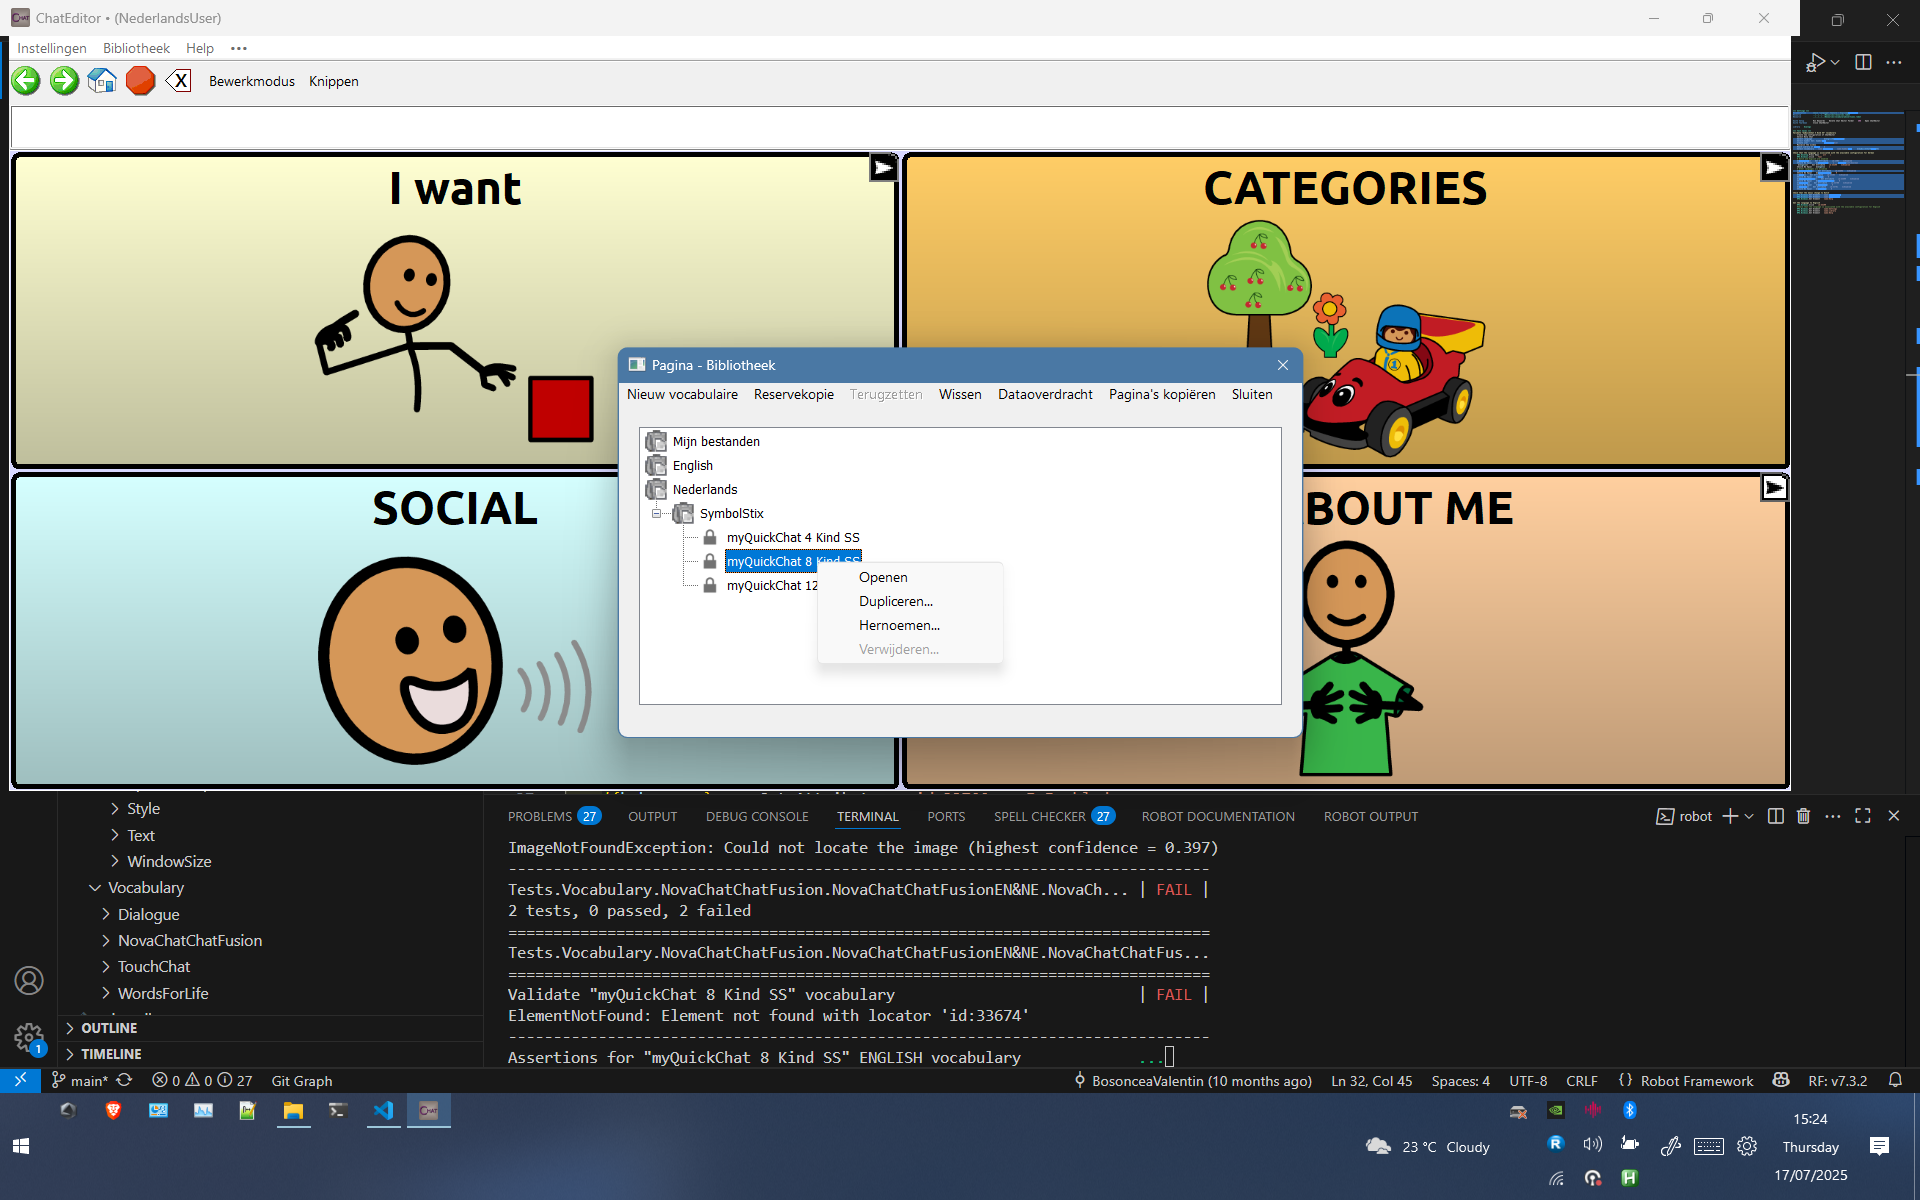 ChatEditor • (NederlandsUser)
Instellingen Bibliotheek Help •••
Bewerkmodus Knippen
I want
CATEGORIES
Pagina - Bibliotheek
Nieuw vocabulaire Reservekopie Terugzetten Wissen Dataoverdracht Pagina's kopiëren Sluiten
Mijn bestanden
English
Nederlands
SymbolStix
myQuickChat 4 Kind SS
myQuickChat 8 Kind SS
myQuickChat 12
Openen
Dupliceren...
Hernoemen...
Verwijderen...
SOCIAL
BOUT ME
Style
Text
WindowSize
Vocabulary
Dialogue
NovaChatChatFusion
TouchChat
WordsForLife
OUTLINE
TIMELINE
PROBLEMS 27 OUTPUT DEBUG CONSOLE TERMINAL PORTS SPELL CHECKER 27 ROBOT DOCUMENTATION ROBOT OUTPUT
robot
ImageNotFoundException: Could not locate the image (highest confidence = 0.397)
------------------------------------------------------------------------------
Tests.Vocabulary.NovaChatChatFusion.NovaChatChatFusionEN&NE.NovaCh... | FAIL |
2 tests, 0 passed, 2 failed
==============================================================================
Tests.Vocabulary.NovaChatChatFusion.NovaChatChatFusionEN&NE.NovaChatChatFus...
==============================================================================
Validate "myQuickChat 8 Kind SS" vocabulary | FAIL |
ElementNotFound: Element not found with locator 'id:33674'
------------------------------------------------------------------------------
Assertions for "myQuickChat 8 Kind SS" ENGLISH vocabulary ...
1
main* 0 0 27 Git Graph
BosonceaValentin (10 months ago) Ln 32, Col 45 Spaces: 4 UTF-8 CRLF {} Robot Framework RF: v7.3.2
CHAT
23 °C Cloudy
15:24
Thursday
17/07/2025